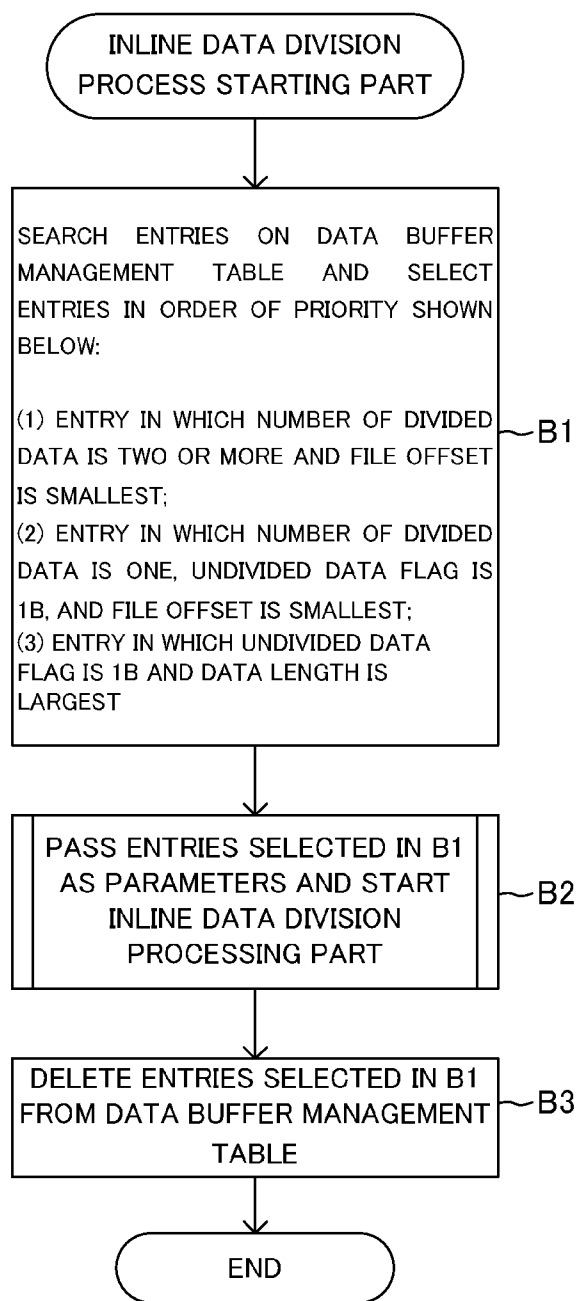 INLINE DATA DIVISION
PROCESS STARTING PART
SEARCH ENTRIES ON DATA BUFFER
MANAGEMENT TABLE AND SELECT
ENTRIES IN ORDER OF PRIORITY SHOWN
BELOW:
(1) ENTRY IN WHICH NUMBER OF DIVIDED
DATA IS TWO OR MORE AND FILE OFFSET
IS SMALLEST;
(2) ENTRY IN WHICH NUMBER OF DIVIDED
DATA IS ONE, UNDIVIDED DATA FLAG IS
1B, AND FILE OFFSET IS SMALLEST;
(3) ENTRY IN WHICH UNDIVIDED DATA
FLAG IS 1B AND DATA LENGTH IS
LARGEST
B1
PASS ENTRIES SELECTED IN B1
AS PARAMETERS AND START
INLINE DATA DIVISION
PROCESSING PART
B2
DELETE ENTRIES SELECTED IN B1
FROM DATA BUFFER MANAGEMENT
TABLE
B3
END